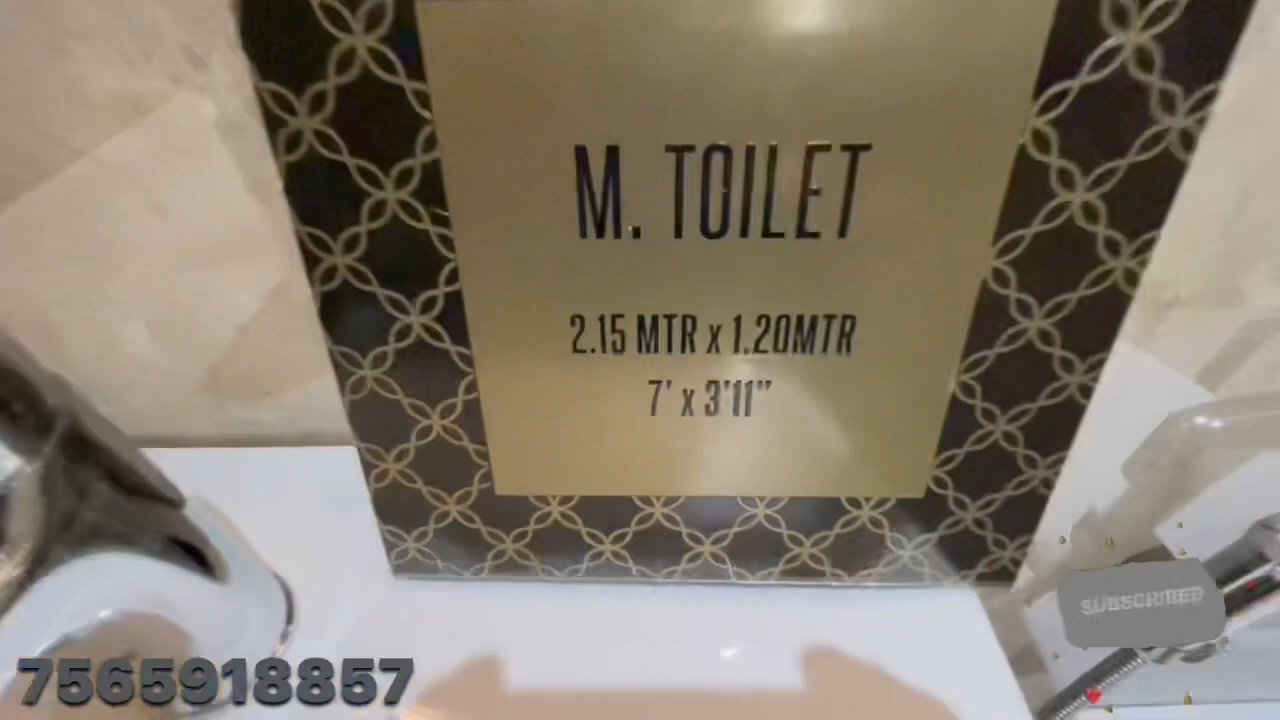 M. TOILET
2.15 MTR x 1.20MTR
7' x 3'11"
SUBSCRIBED
7565918857